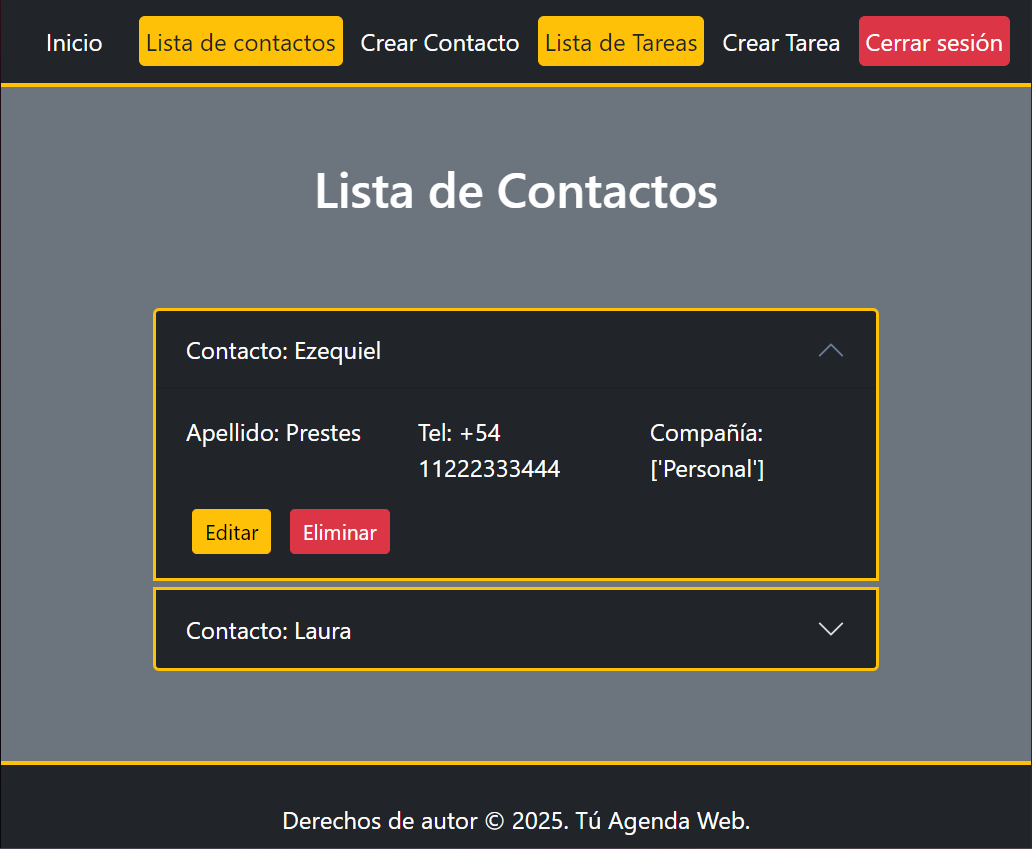 Inicio Lista de contactos Crear Contacto Lista de Tareas Crear Tarea Cerrar sesión
Lista de Contactos
Contacto: Ezequiel
Apellido: Prestes
Tel: +54
11222333444
Compañía:
['Personal']
Editar Eliminar
Contacto: Laura
Derechos de autor © 2025. Tú Agenda Web.